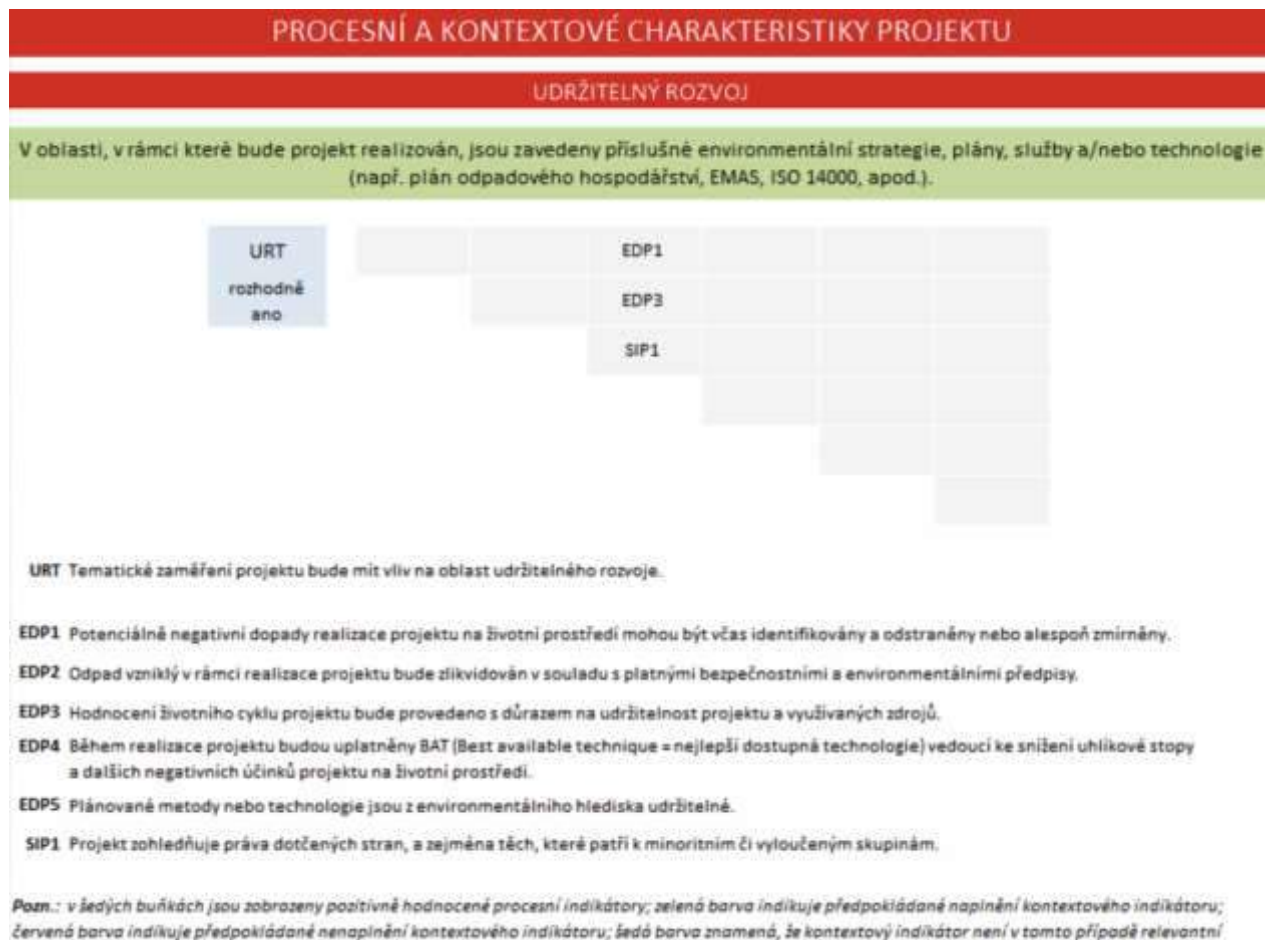 PROCESNÍ A KONTEXTOVÉ CHARAKTERISTIKY PROJEKTU
UDRŽITELNÝ ROZVOJ
V oblasti, v rámci které bude projekt realizován, jsou zavedeny příslušné environmentální strategie, plány, služby a/nebo technologie
(např. plán odpadového hospodářství, EMAS, ISO 14000, apod.).
URT EDP1
rozhodně
ano
EDP3
SIP1
URT Tematické zaměření projektu bude mít vliv na oblast udržitelného rozvoje.
EDP1 Potenciálně negativní dopady realizace projektu na životní prostředí mohou být včas identifikovány a odstraněny nebo alespoň zmírněny.
EDP2 Odpad vzniklý v rámci realizace projektu bude zlikvidován v souladu s platnými bezpečnostními a environmentálními předpisy.
EDP3 Hodnocení životního cyklu projektu bude provedeno s důrazem na udržitelnost projektu a využívaných zdrojů.
EDP4 Během realizace projektu budou uplatněny BAT (Best available technique = nejlepší dostupná technologie) vedoucí ke snížení uhlíkové stopy
a dalších negativních účinků projektu na životní prostředí.
EDP5 Plánované metody nebo technologie jsou z environmentálního hlediska udržitelné.
SIP1 Projekt zohledňuje práva dotčených stran, a zejména těch, které patří k minoritním či vyloučeným skupinám.
Pozn.: v šedých buňkách jsou zobrazeny pozitivně hodnocené procesní indikátory; zelená barva indikuje předpokládané naplnění kontextového indikátoru;
červená barva indikuje předpokládané nenaplnění kontextového indikátoru; šedá barva znamená, že kontextový indikátor není v tomto případě relevantní